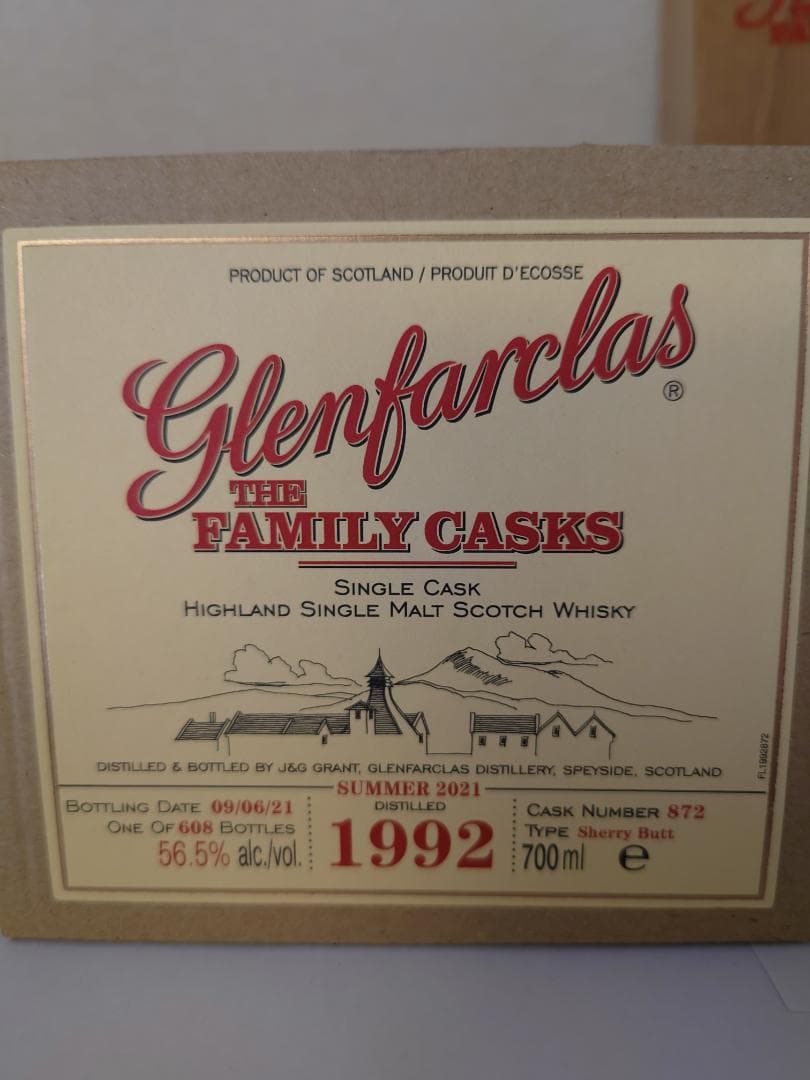 PRODUCT OF SCOTLAND / PRODUIT D'ECOSSE
Glenfarclas ®
THE
FAMILY CASKS
SINGLE CASK
HIGHLAND SINGLE MALT SCOTCH WHISKY
DISTILLED & BOTTLED BY J&G GRANT, GLENFARCLAS DISTILLERY, SPEYSIDE, SCOTLAND
FL1992872
SUMMER 2021
BOTTLING DATE 09/06/21
ONE OF 608 BOTTLES
56.5% alc./vol.
DISTILLED
1992
CASK NUMBER 872
TYPE Sherry Butt
700ml e